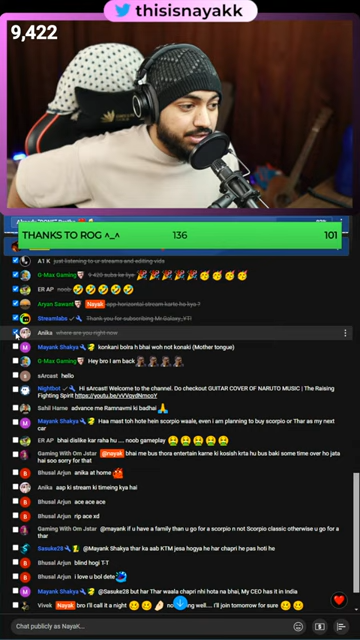 thisisnayakk
9,422
THANKS TO ROG ^_^ 136 101
A1 K just listening to ur streams and editing vids
G-Max Gaming 9 420 subs ke liye
ER AP noob
Aryan Sawant Nayak app horizontal stream karte ho kya ?
Streamlabs Thank you for subscribing Mr.Galaxy_YT!
Anika where are you right now
Mayank Shakya konkani bolra h bhai woh not konaki (Mother tongue)
G-Max Gaming Hey bro I am back
sArcast hello
Nightbot Hi sArcast! Welcome to the channel. Do checkout GUITAR COVER OF NARUTO MUSIC | The Raising
Fighting Spirit
Sahil Hame advance me Ramnavmi ki badhai
Mayank Shakya Haa mast toh hote hein scorpio waale, even i am planning to buy scorpio or Thar as my next
car
ER AP bhai dislike kar raha hu .... noob gameplay
Gaming With Om Jstar @nayak bhai me bus thora entertain karne ki kosish krta hu bus baki some time over ho jata
hai soo sorry for that
Bhusal Arjun anika at home
Anika aap ki stream ki timeing kya hai
Bhusal Arjun ace ace ace
Bhusal Arjun rip ace xd
Gaming With Om Jstar @mayank if u have a family than u go for a scorpio n not Scorpio classic otherwise u go for a
thar
Sasuke28 @Mayank Shakya thar ka aab KTM jesa hogya he har chapri he pas hoti he
Bhusal Arjun blind hogi T-T
Bhusal Arjun i love u bot dete
Mayank Shakya @Sasuke28 but har Thar waala chapri nhi hota na bhai, My CEO has it in India
Vivek Nayak bro I'll call it a night
ng well... i'll join tomorrow for sure
Chat publicly as NayaK...